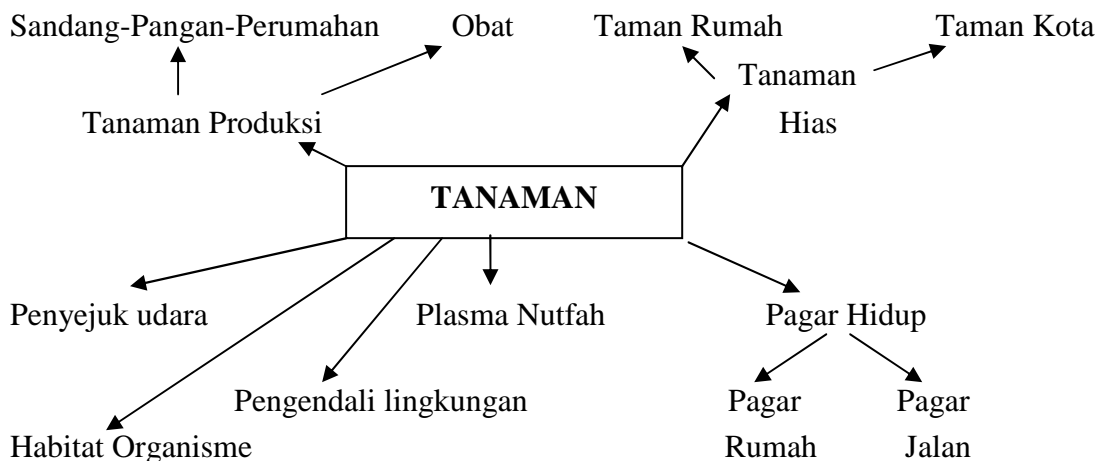 Sandang-Pangan-Perumahan Obat Taman Rumah Taman Kota
Tanaman
Tanaman Produksi Hias
TANAMAN
Penyejuk udara Plasma Nutfah Pagar Hidup
Pengendali lingkungan Pagar Pagar
Habitat Organisme Rumah Jalan